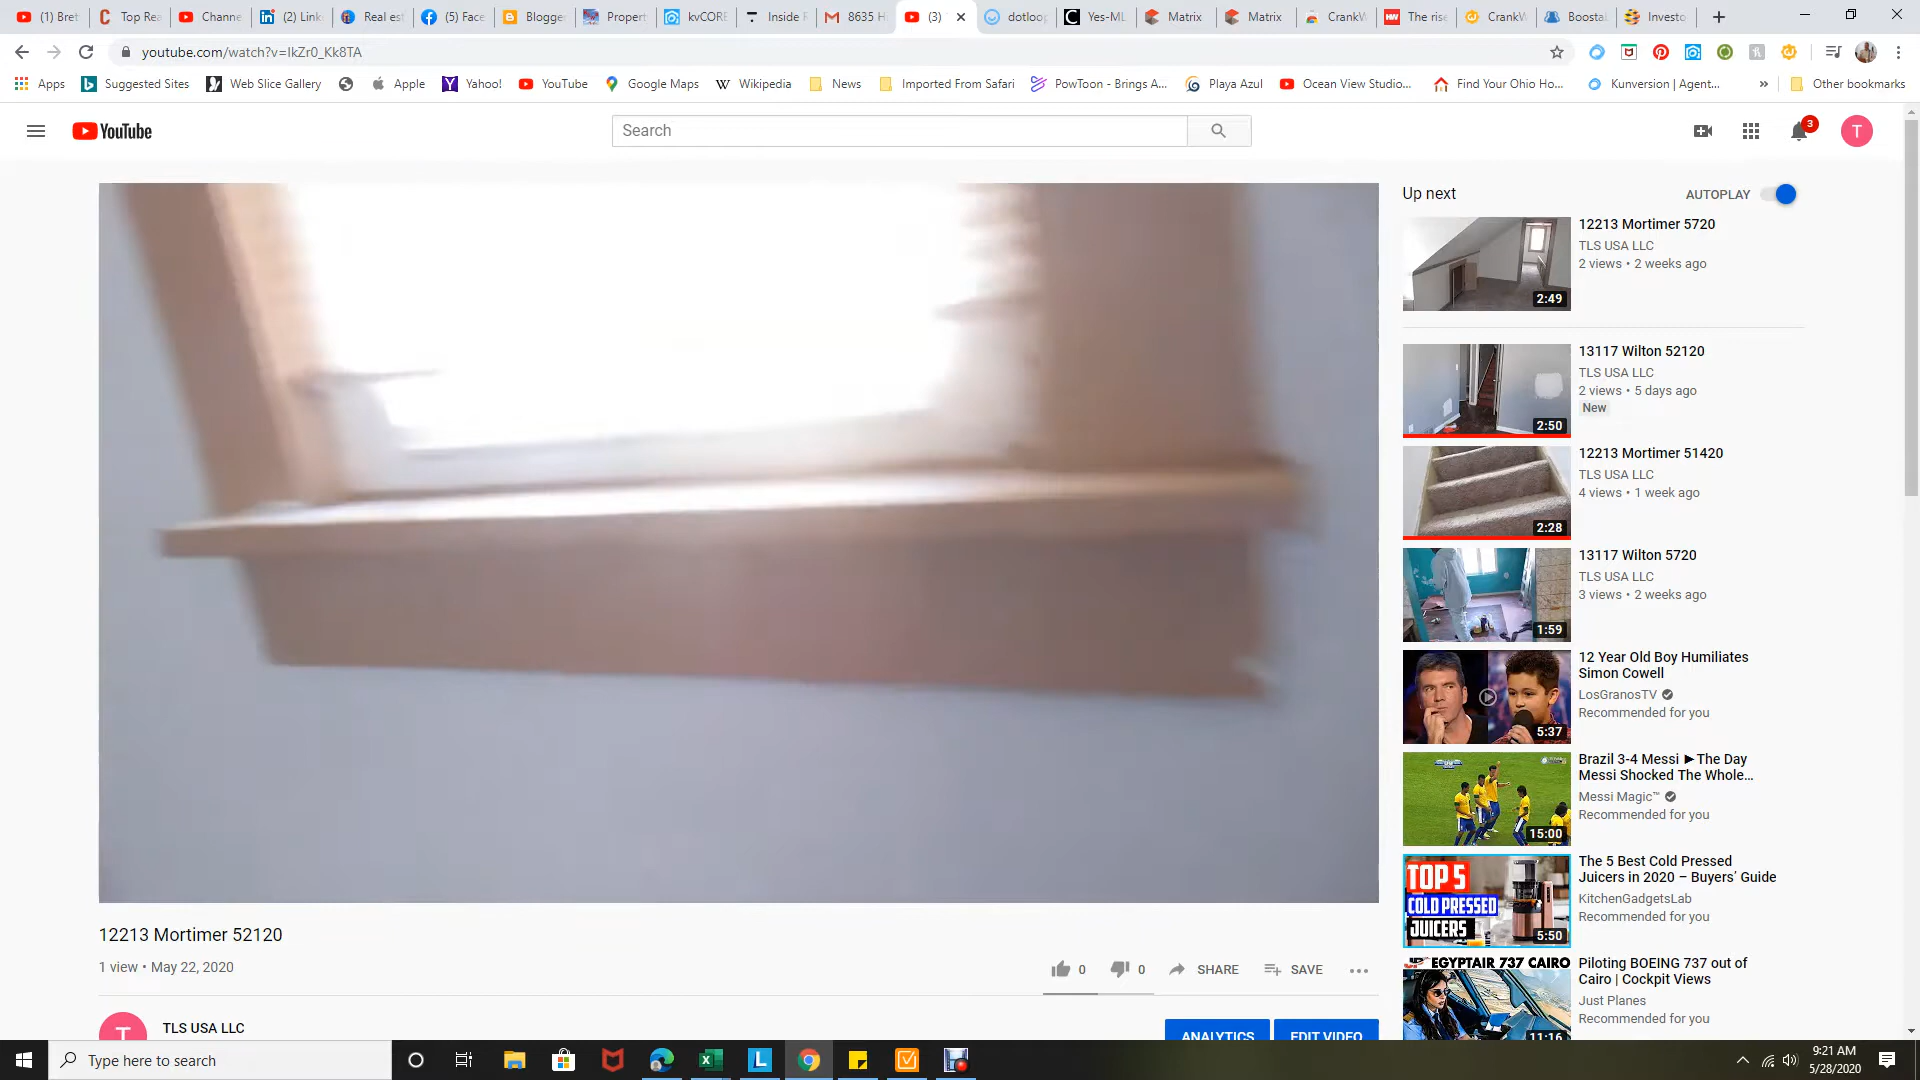 (1) Bret
Top Rea
Channe
(2) Link
Real est
(5) Face
Blogge
Propert
kvCORE
Inside R
8635 H
(3)
dotloop
Yes-ML
Matrix
Matrix
CrankW
The rise
CrankW
Boostal
Investo
youtube.com/watch?v=IkZr0_Kk8TA
Apps
Suggested Sites
Web Slice Gallery
Apple
Yahoo!
YouTube
Google Maps
Wikipedia
News
Imported From Safari
PowToon - Brings A...
Playa Azul
Ocean View Studio...
Find Your Ohio Ho...
Kunversion | Agent...
»
Other bookmarks
YouTube
Search
3
T
Up next
AUTOPLAY
12213 Mortimer 5720
TLS USA LLC
2 views • 2 weeks ago
2:49
13117 Wilton 52120
TLS USA LLC
2 views • 5 days ago
New
2:50
12213 Mortimer 51420
TLS USA LLC
4 views • 1 week ago
2:28
13117 Wilton 5720
TLS USA LLC
3 views • 2 weeks ago
1:59
12 Year Old Boy Humiliates
Simon Cowell
LosGranosTV
Recommended for you
5:37
Brazil 3-4 Messi ►The Day
Messi Shocked The Whole...
Messi Magic™
Recommended for you
15:00
TOP 5
COLD PRESSED
JUICERS
5:50
The 5 Best Cold Pressed
Juicers in 2020 – Buyers' Guide
KitchenGadgetsLab
Recommended for you
EGYPTAIR 737 CAIRO
11:16
Piloting BOEING 737 out of
Cairo | Cockpit Views
Just Planes
Recommended for you
12213 Mortimer 52120
1 view • May 22, 2020
0
0
SHARE
SAVE
T
TLS USA LLC
ANALYTICS
EDIT VIDEO
Type here to search
9:21 AM
5/28/2020